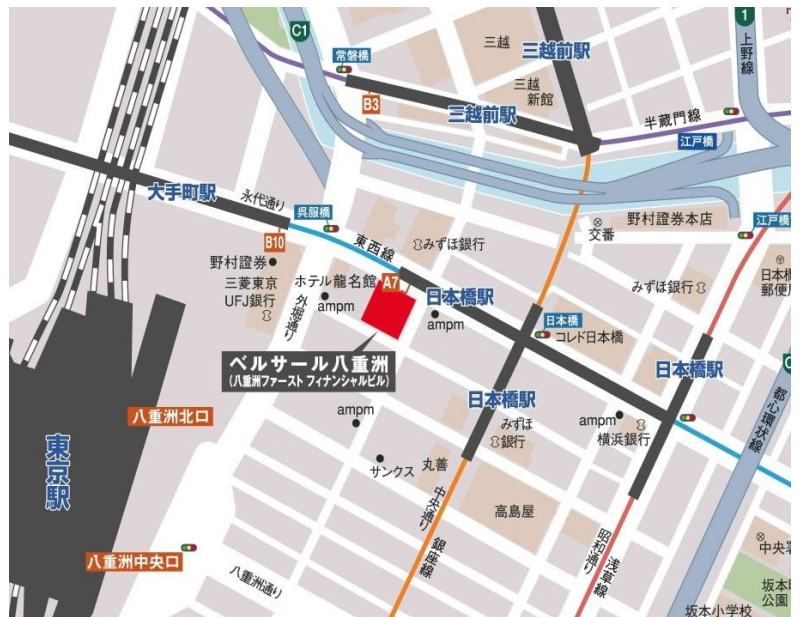 C1
常磐橋
B3
三越
三越
新館
三越前駅
三越前駅
1
上野線
半蔵門線
江戸橋
大手町駅
永代通り
呉服橋
B10
東西線
みずほ銀行
交番
野村證券本店
江戸橋
野村證券
三菱東京
UFJ銀行
外堀通り
ホテル龍名館
ampm
A7
日本橋駅
ampm
みずほ銀行
日本橋
郵便局
日本橋
コレド日本橋
ベルサール八重洲
(八重洲ファースト フィナンシャルビル)
日本橋駅
日本橋駅
C
都心環状線
八重洲北口
東京駅
ampm
サンクス
みずほ
銀行
丸善
ampm
横浜銀行
中央通り
銀座線
高島屋
昭和通り
浅草線
八重洲中央口
八重洲通り
中央署
坂本町
公園
坂本小学校